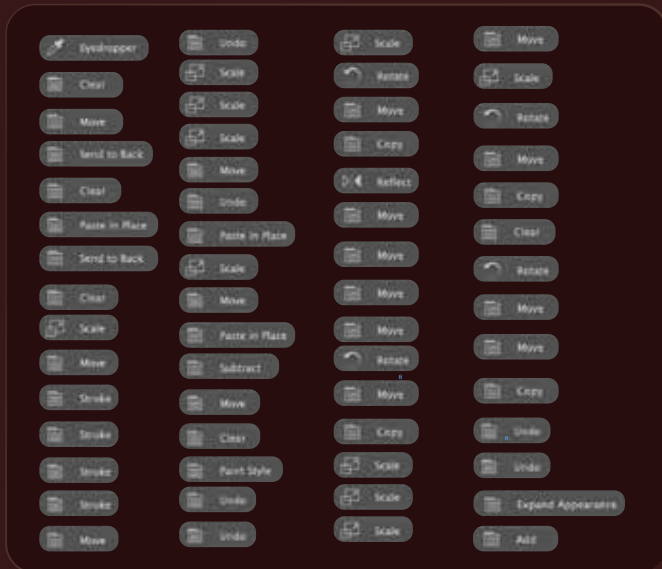 Eyedropper
Clear
Move
Send to Back
Clear
Paste in Place
Send to Back
Clear
Scale
Move
Stroke
Stroke
Stroke
Stroke
Move
Undo
Scale
Scale
Scale
Move
Undo
Paste in Place
Scale
Move
Paste in Place
Subtract
Move
Clear
Paint Style
Undo
Undo
Scale
Rotate
Move
Copy
Reflect
Move
Move
Move
Move
Rotate
Move
Copy
Scale
Scale
Scale
Move
Scale
Rotate
Move
Copy
Clear
Rotate
Move
Move
Copy
Undo
Undo
Expand Appearance
Add